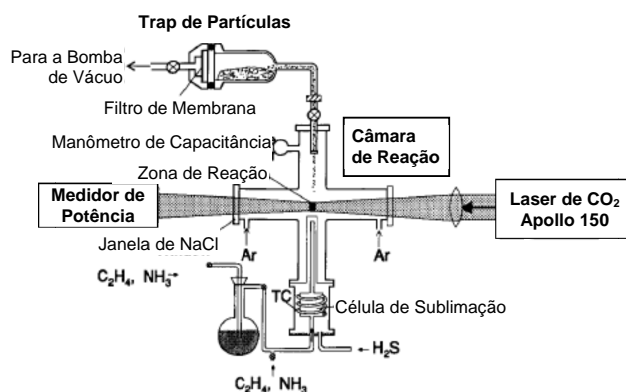 Trap de Partículas
Para a Bomba
de Vácuo
Filtro de Membrana
Manômetro de Capacitância
Câmara
de Reação
Zona de Reação
Medidor de
Potência
Laser de CO₂
Apollo 150
Janela de NaCl
Ar
Ar
C₂H₄, NH₃
TC
Célula de Sublimação
H₂S
C₂H₄, NH₃